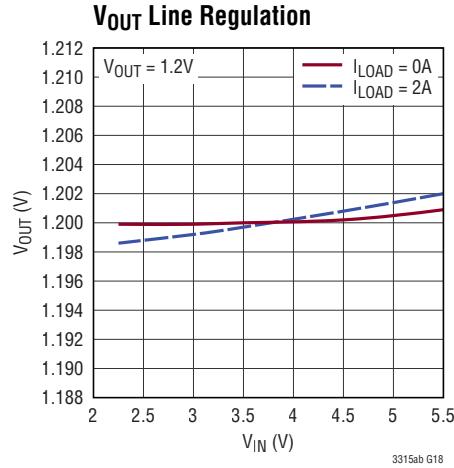 VOUT Line Regulation
VOUT = 1.2V
ILOAD = 0A
ILOAD = 2A
VOUT (V)
1.212
1.210
1.208
1.206
1.204
1.202
1.200
1.198
1.196
1.194
1.192
1.190
1.188
2 2.5 3 3.5 4 4.5 5 5.5
VIN (V)
3315ab G18